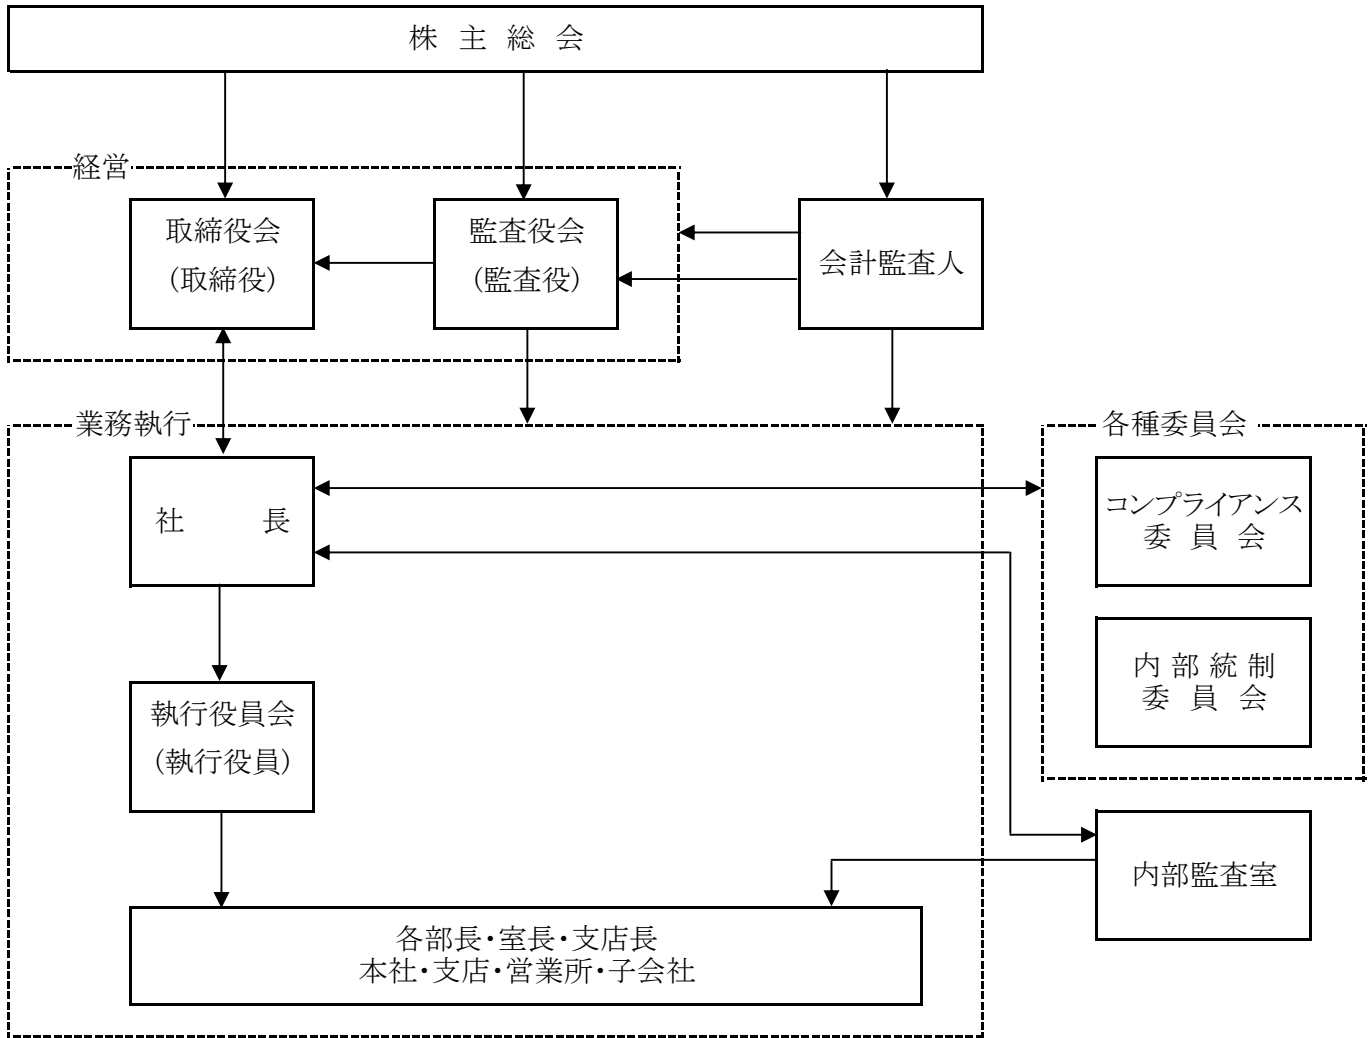 株主総会
経営
取締役会
(取締役)
監査役会
(監査役)
会計監査人
業務執行
各種委員会
社長
コンプライアンス
委員会
内部統制
委員会
執行役員会
(執行役員)
内部監査室
各部長・室長・支店長
本社・支店・営業所・子会社